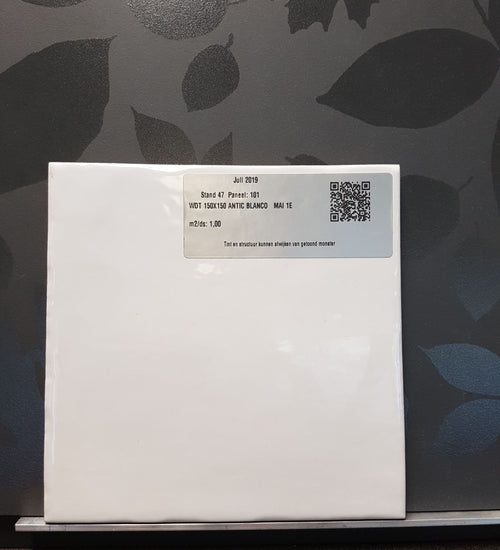 Juli 2019
Stand 47 Paneel: 101
WDT 150X150 ANTIC BLANCO MAI 1E
m2/ds: 1,00
Tint en structuur kunnen afwijken van getoond monster